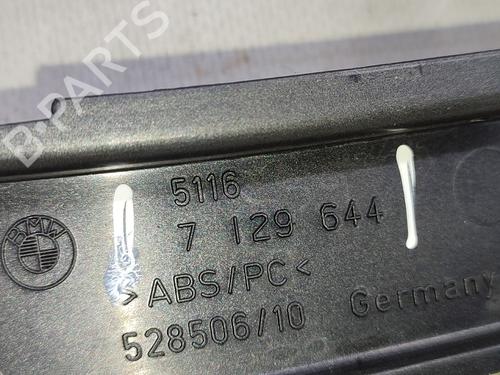 B-PARTS
5116
7 129 644
BMW
>ABS/PC<
528506/10 Germany